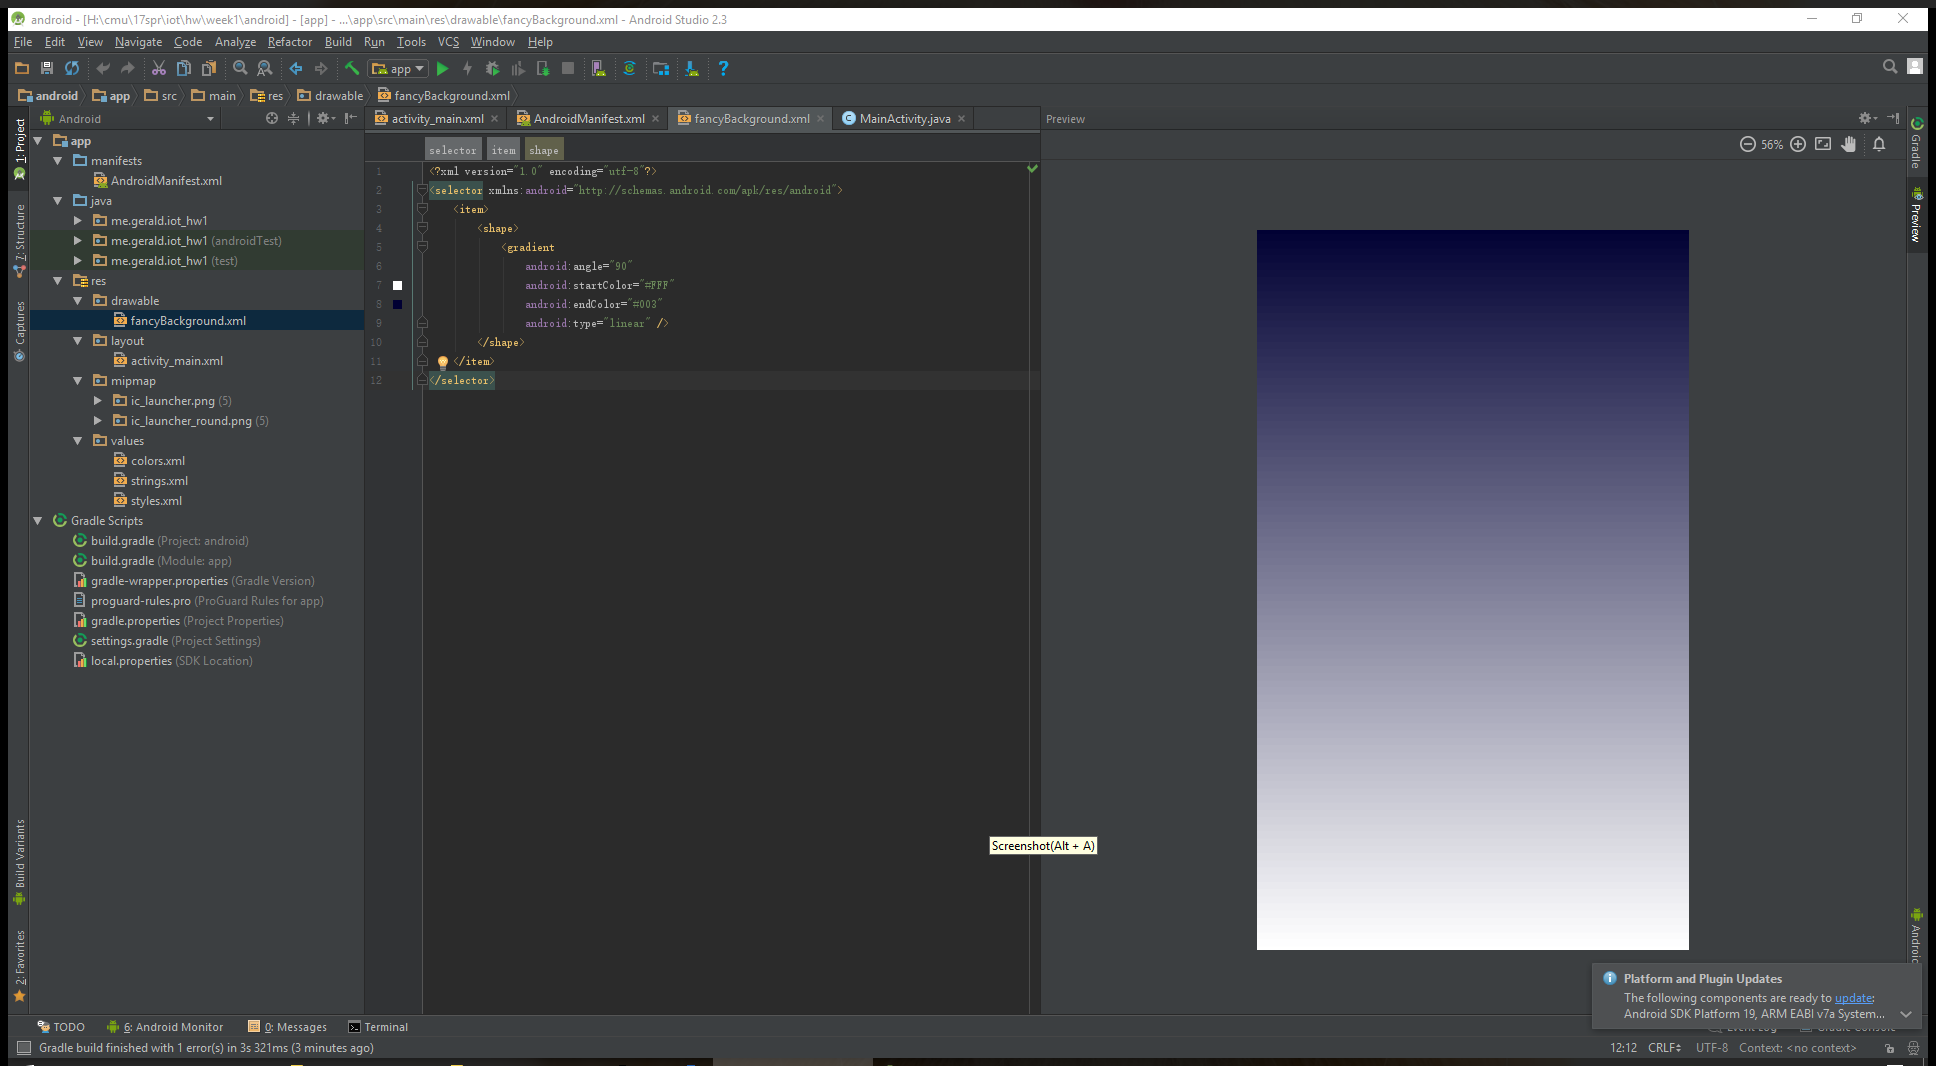 android - [H:\cmu\17spr\iot\hw\week1\android] - [app] - ...\app\src\main\res\drawable\fancyBackground.xml - Android Studio 2.3
File Edit View Navigate Code Analyze Refactor Build Run Tools VCS Window Help
app
android app src main res drawable fancyBackground.xml
Android
activity_main.xml AndroidManifest.xml fancyBackground.xml MainActivity.java
Preview
56%
1: Project
7: Structure
Captures
Build Variants
2: Favorites
app
manifests
AndroidManifest.xml
java
me.gerald.iot_hw1
me.gerald.iot_hw1 (androidTest)
me.gerald.iot_hw1 (test)
res
drawable
fancyBackground.xml
layout
activity_main.xml
mipmap
ic_launcher.png (5)
ic_launcher_round.png (5)
values
colors.xml
strings.xml
styles.xml
Gradle Scripts
build.gradle (Project: android)
build.gradle (Module: app)
gradle-wrapper.properties (Gradle Version)
proguard-rules.pro (ProGuard Rules for app)
gradle.properties (Project Properties)
settings.gradle (Project Settings)
local.properties (SDK Location)
selector item shape
1 <?xml version="1.0" encoding="utf-8"?>
2 <selector xmlns:android="http://schemas.android.com/apk/res/android">
3 <item>
4 <shape>
5 <gradient
6 android:angle="90"
7 android:startColor="#FFF"
8 android:endColor="#003"
9 android:type="linear" />
10 </shape>
11 </item>
12 </selector>
Screenshot(Alt + A)
Gradle
Preview
Android
Platform and Plugin Updates
The following components are ready to update:
Android SDK Platform 19, ARM EABI v7a System...
TODO 6: Android Monitor 0: Messages Terminal Event Log Gradle Console
Gradle build finished with 1 error(s) in 3s 321ms (3 minutes ago)
12:12 CRLF UTF-8 Context: <no context>